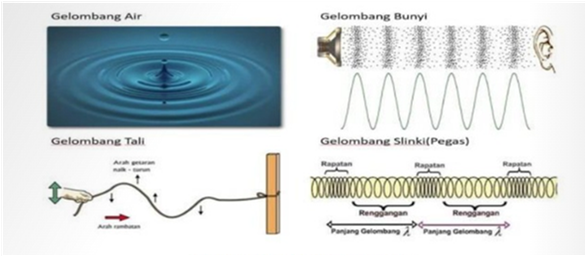 Gelombang Air
Gelombang Bunyi
Gelombang Tali
Arah getaran
naik - turun
Arah rambatan
Gelombang Slinki(Pegas)
Rapatan
Rapatan
Rapatan
Renggangan
Renggangan
Panjang Gelombang λ
Panjang Gelombang λ